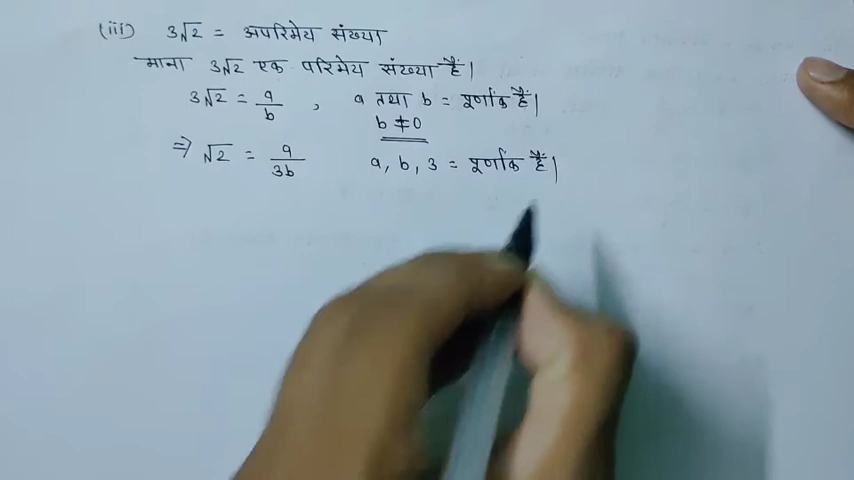 (iii) 3√2 = अपरिमेय संख्या
माना 3√2 एक परिमेय संख्या है।
3√2 = a/b , a तथा b = पूर्णांक हैं।
b ≠ 0
⇒ √2 = a/3b a, b, 3 = पूर्णांक हैं।